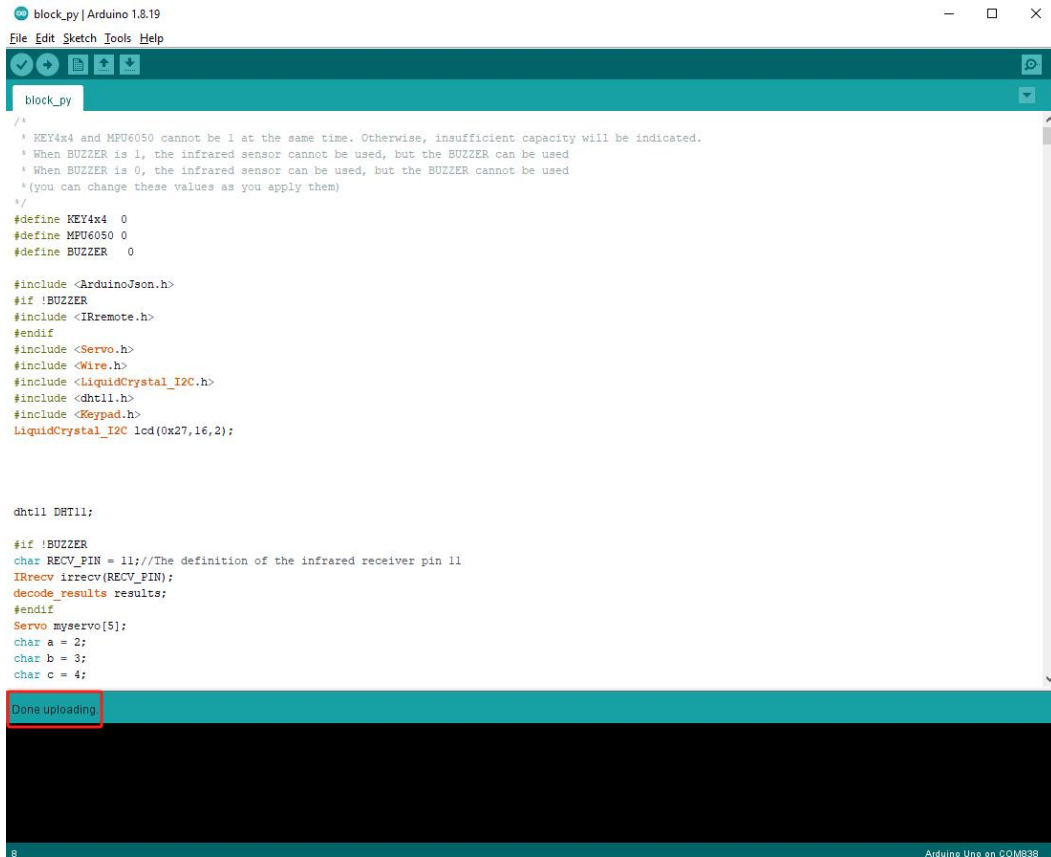 block_py | Arduino 1.8.19
File Edit Sketch Tools Help
block_py
/*
* KEY4x4 and MPU6050 cannot be 1 at the same time. Otherwise, insufficient capacity will be indicated.
* When BUZZER is 1, the infrared sensor cannot be used, but the BUZZER can be used
* When BUZZER is 0, the infrared sensor can be used, but the BUZZER cannot be used
*(you can change these values as you apply them)
*/
#define KEY4x4 0
#define MPU6050 0
#define BUZZER 0
#include <ArduinoJson.h>
#if !BUZZER
#include <IRremote.h>
#endif
#include <Servo.h>
#include <Wire.h>
#include <LiquidCrystal_I2C.h>
#include <dht11.h>
#include <Keypad.h>
LiquidCrystal_I2C lcd(0x27,16,2);
dht11 DHT11;
#if !BUZZER
char RECV_PIN = 11;//The definition of the infrared receiver pin 11
IRrecv irrecv(RECV_PIN);
decode_results results;
#endif
Servo myservo[5];
char a = 2;
char b = 3;
char c = 4;
Done uploading.
8 Arduino Uno on COM838